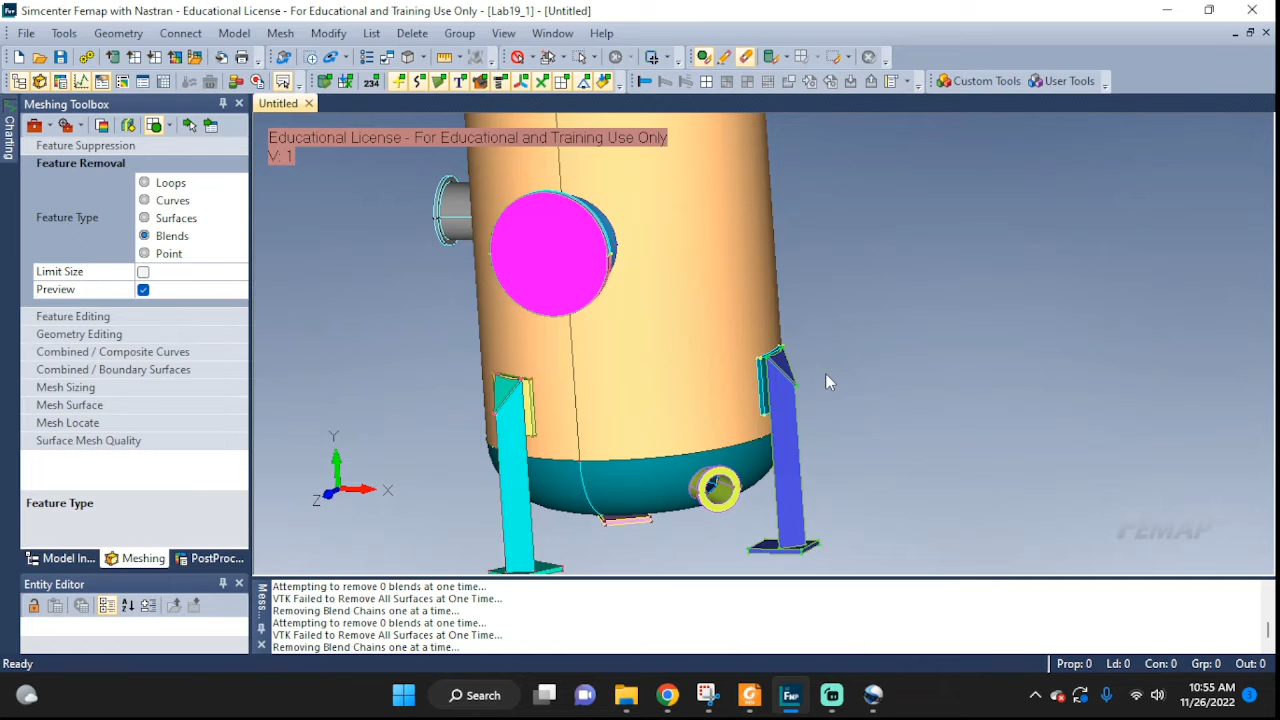 Simcenter Femap with Nastran - Educational License - For Educational and Training Use Only - [Lab19_1] - [Untitled]
File Tools Geometry Connect Model Mesh Modify List Delete Group View Window Help
234 Custom Tools User Tools
Charting
Meshing Toolbox
Untitled
Educational License - For Educational and Training Use Only
V: 1
Feature Suppression
Feature Removal
Feature Type
Loops
Curves
Surfaces
Blends
Point
Limit Size
Preview
Feature Editing
Geometry Editing
Combined / Composite Curves
Combined / Boundary Surfaces
Mesh Sizing
Mesh Surface
Mesh Locate
Surface Mesh Quality
Feature Type
Y
X
Z
FEMAP
Model In... Meshing PostProc...
Entity Editor
Mess...
Attempting to remove 0 blends at one time...
VTK Failed to Remove All Surfaces at One Time...
Removing Blend Chains one at a time...
Attempting to remove 0 blends at one time...
VTK Failed to Remove All Surfaces at One Time...
Removing Blend Chains one at a time...
Ready
Prop: 0 Ld: 0 Con: 0 Grp: 0 Out: 0
Search
FMP
10:55 AM
11/26/2022
3